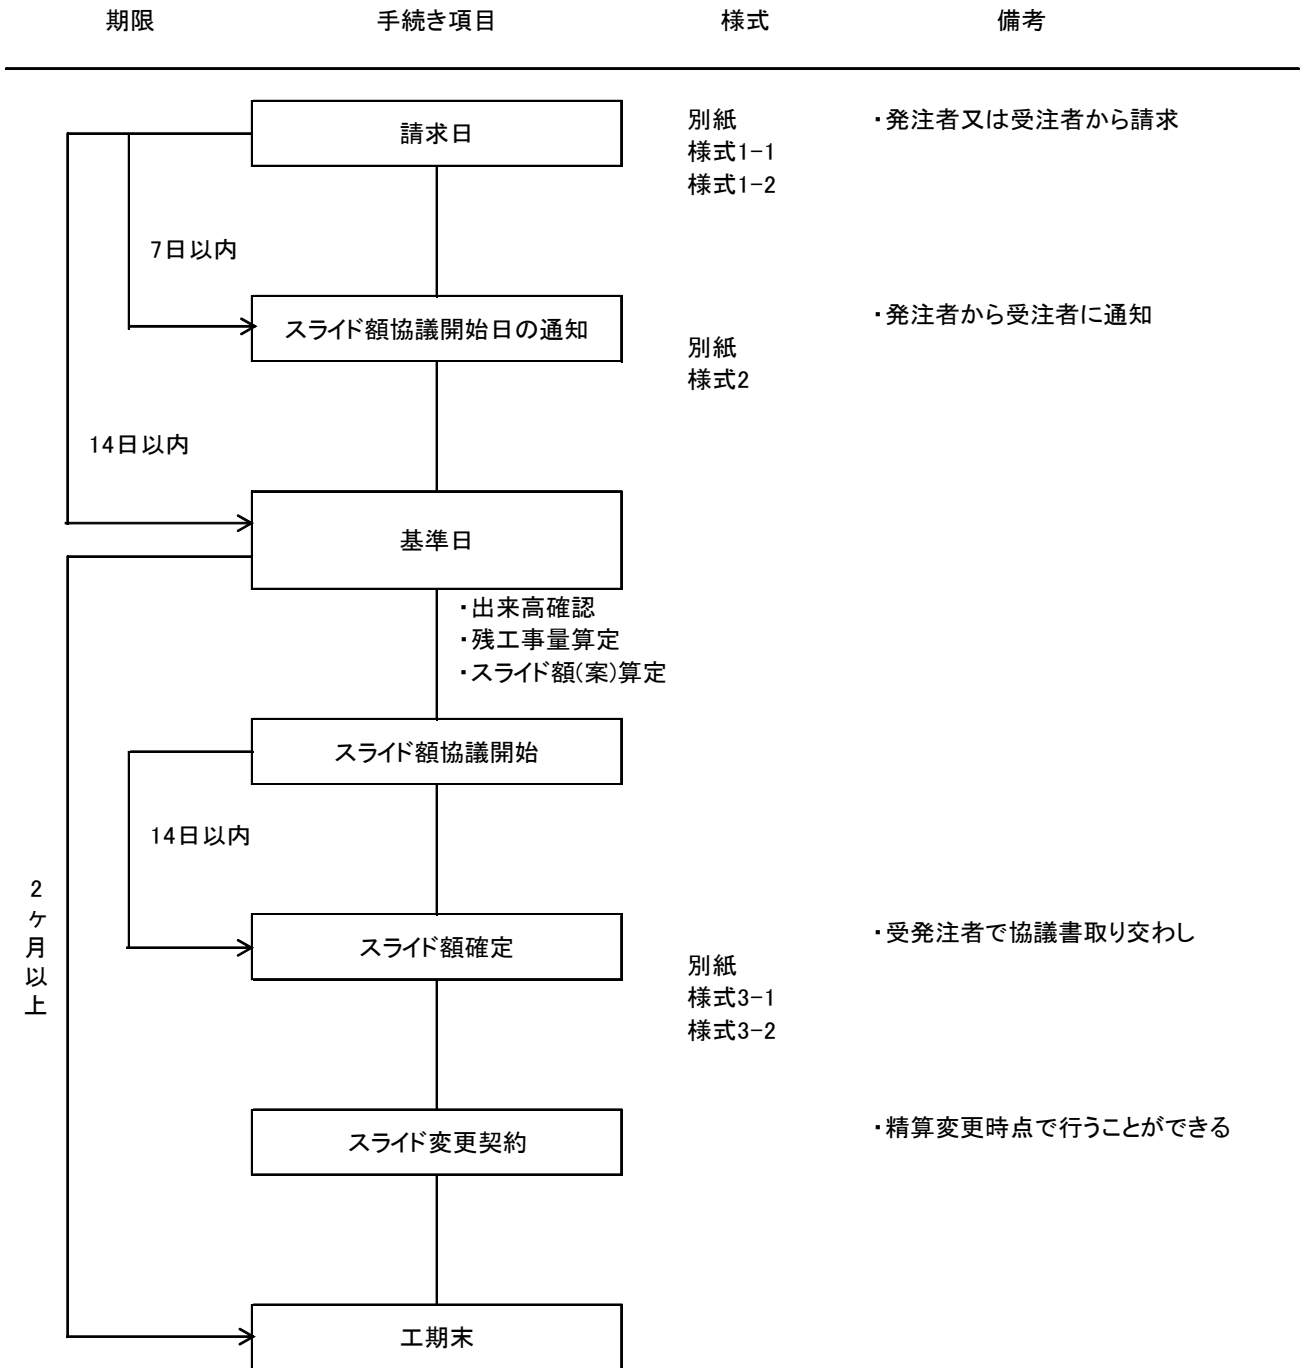 期限 手続き項目 様式 備考
請求日
別紙
様式1-1
様式1-2
・発注者又は受注者から請求
7日以内
スライド額協議開始日の通知
別紙
様式2
・発注者から受注者に通知
14日以内
基準日
・出来高確認
・残工事量算定
・スライド額(案)算定
スライド額協議開始
14日以内
2ヶ月以上
スライド額確定
別紙
様式3-1
様式3-2
・受発注者で協議書取り交わし
スライド変更契約
・精算変更時点で行うことができる
工期末